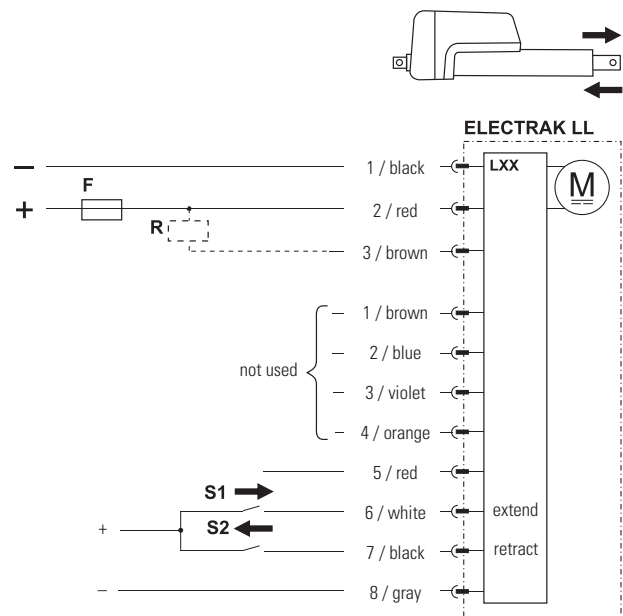 ELECTRAK LL
− 1 / black LXX M
F
+ 2 / red
R
3 / brown
1 / brown
2 / blue
not used
3 / violet
4 / orange
5 / red
S1
6 / white extend
+ S2
7 / black retract
− 8 / gray